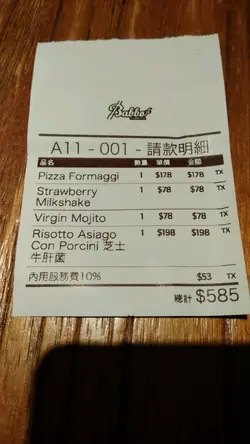 Babbo
A11 - 001 - 請款明細
品名 數量 單價 金額
Pizza Formaggi 1 $178 $178 TX
Strawberry 1 $78 $78 TX
Milkshake
Virgin Mojito 1 $78 $78 TX
Risotto Asiago 1 $198 $198 TX
Con Porcini 芝士
牛肝菌
內用服務費10% $53 TX
總計 $585